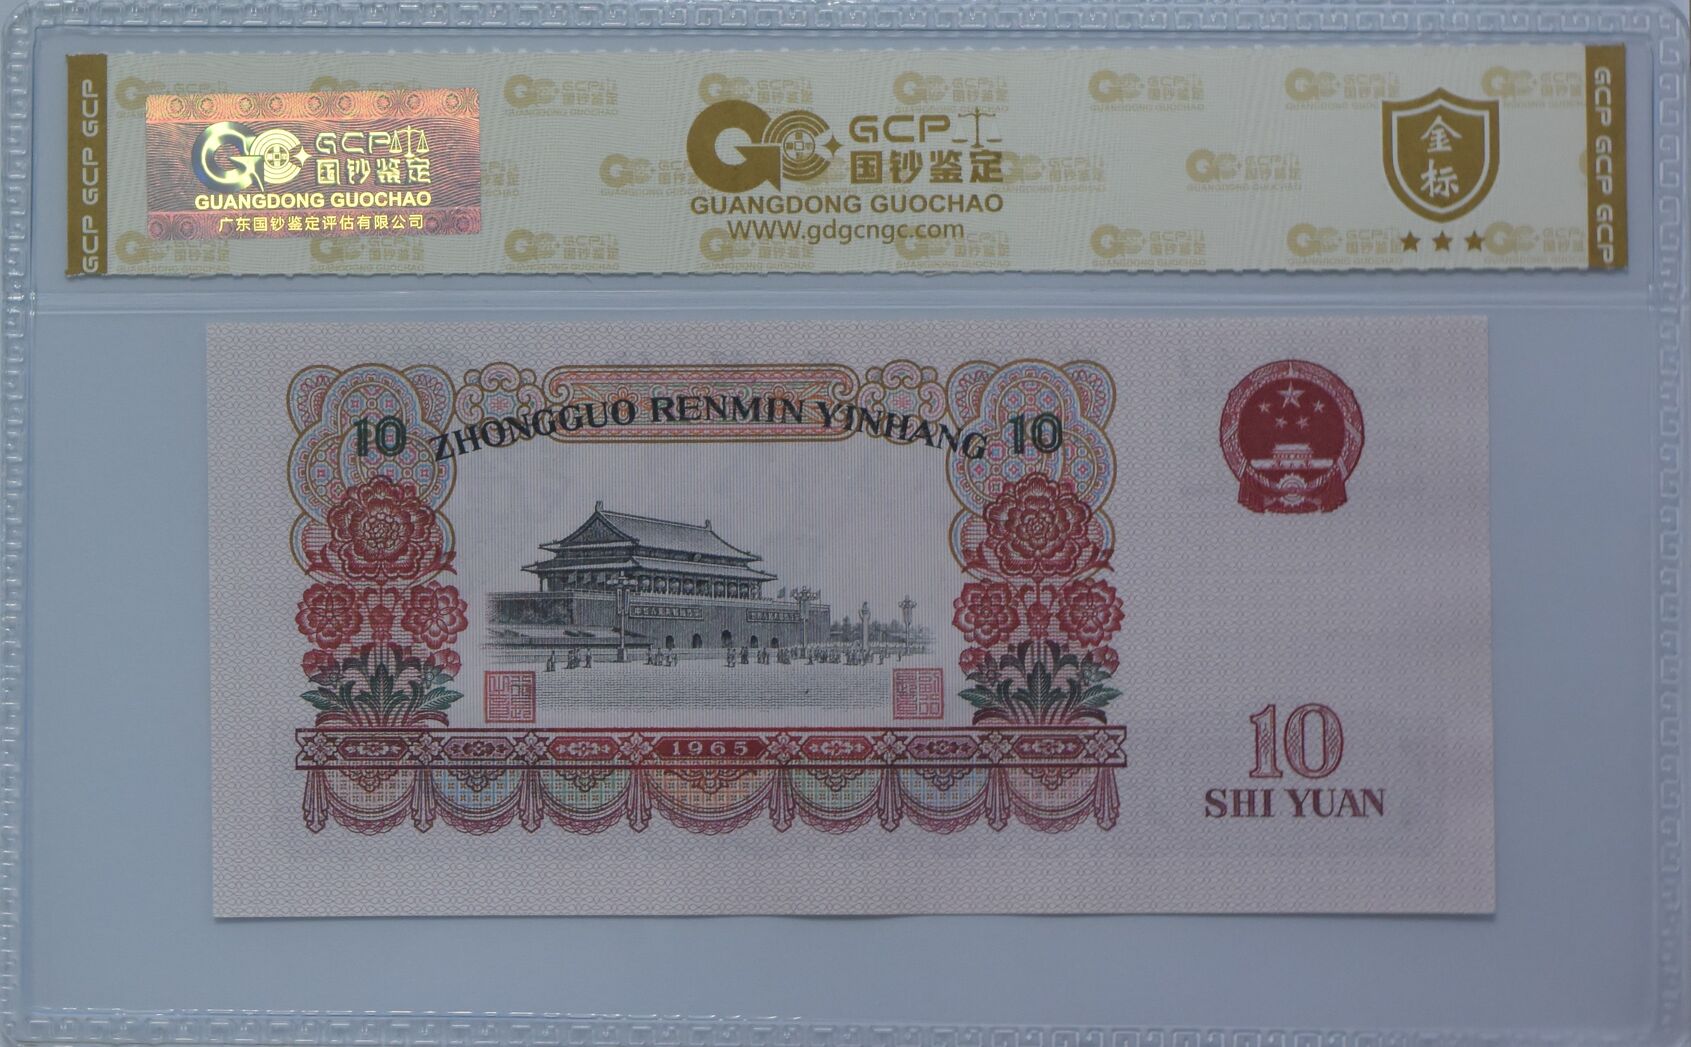 GCP GCP GCP
GCP
国钞鉴定
GUANGDONG GUOCHAO
广东国钞鉴定评估有限公司
GCP
国钞鉴定
GUANGDONG GUOCHAO
WWW.gdgcngc.com
金标
GCP GCP GCP
10 ZHONGGUO RENMIN YINHANG 10
1965
10
SHI YUAN